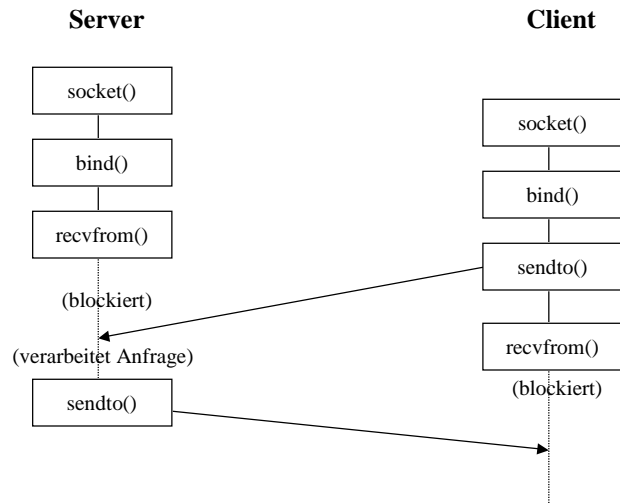 Server
socket()
bind()
recvfrom()
(blockiert)
(verarbeitet Anfrage)
sendto()
Client
socket()
bind()
sendto()
recvfrom()
(blockiert)